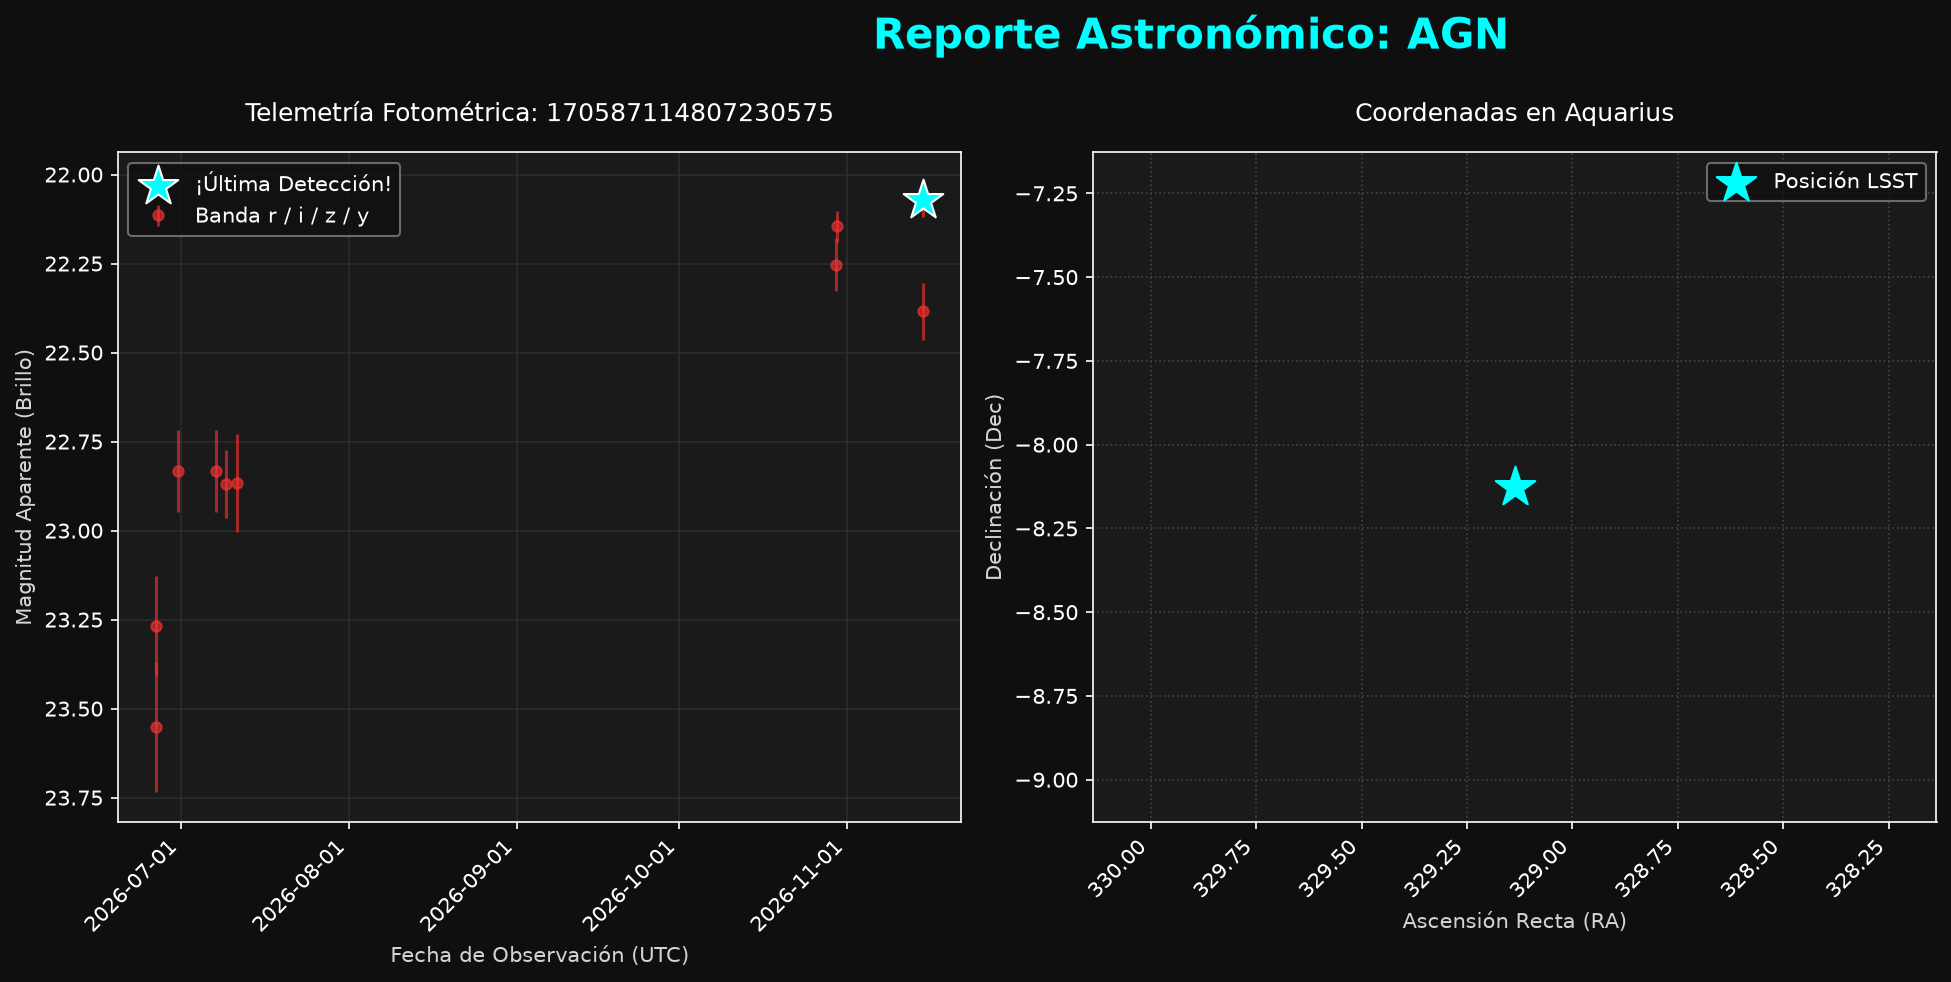 Reporte Astronómico: AGN
Telemetría Fotométrica: 170587114807230575
¡Última Detección!
Banda r / i / z / y
Magnitud Aparente (Brillo)
22.00
22.25
22.50
22.75
23.00
23.25
23.50
23.75
2026-07-01
2026-08-01
2026-09-01
2026-10-01
2026-11-01
Fecha de Observación (UTC)
Coordenadas en Aquarius
Posición LSST
Declinación (Dec)
−7.25
−7.50
−7.75
−8.00
−8.25
−8.50
−8.75
−9.00
330.00
329.75
329.50
329.25
329.00
328.75
328.50
328.25
Ascensión Recta (RA)